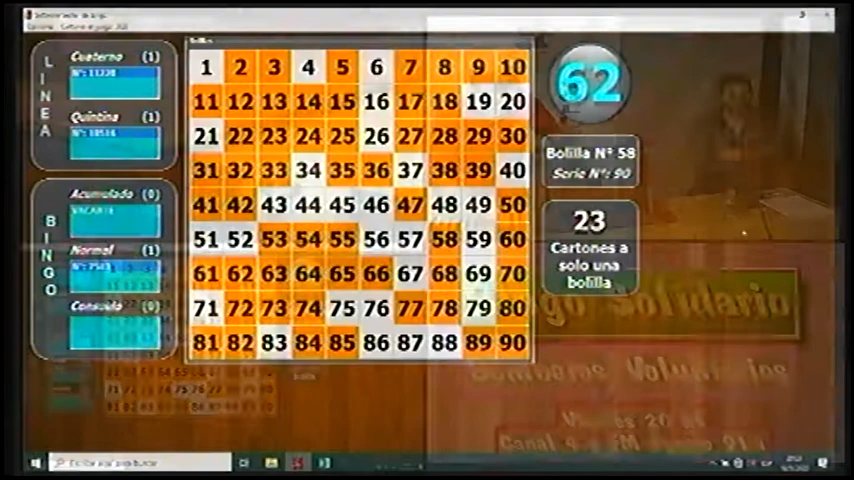 LINEA
Cuaterno (1)
Quintina (1)
BINGO
Acumulado (0)
VACANTE
Normal (1)
Consuelo (0)
1 2 3 4 5 6 7 8 9 10
11 12 13 14 15 16 17 18 19 20
21 22 23 24 25 26 27 28 29 30
31 32 33 34 35 36 37 38 39 40
41 42 43 44 45 46 47 48 49 50
51 52 53 54 55 56 57 58 59 60
61 62 63 64 65 66 67 68 69 70
71 72 73 74 75 76 77 78 79 80
81 82 83 84 85 86 87 88 89 90
62
Bolilla Nº 58
Serie Nº: 90
23
Cartones a
solo una
bolilla
Solidario
Bomberos Voluntarios
Escribe aquí para buscar